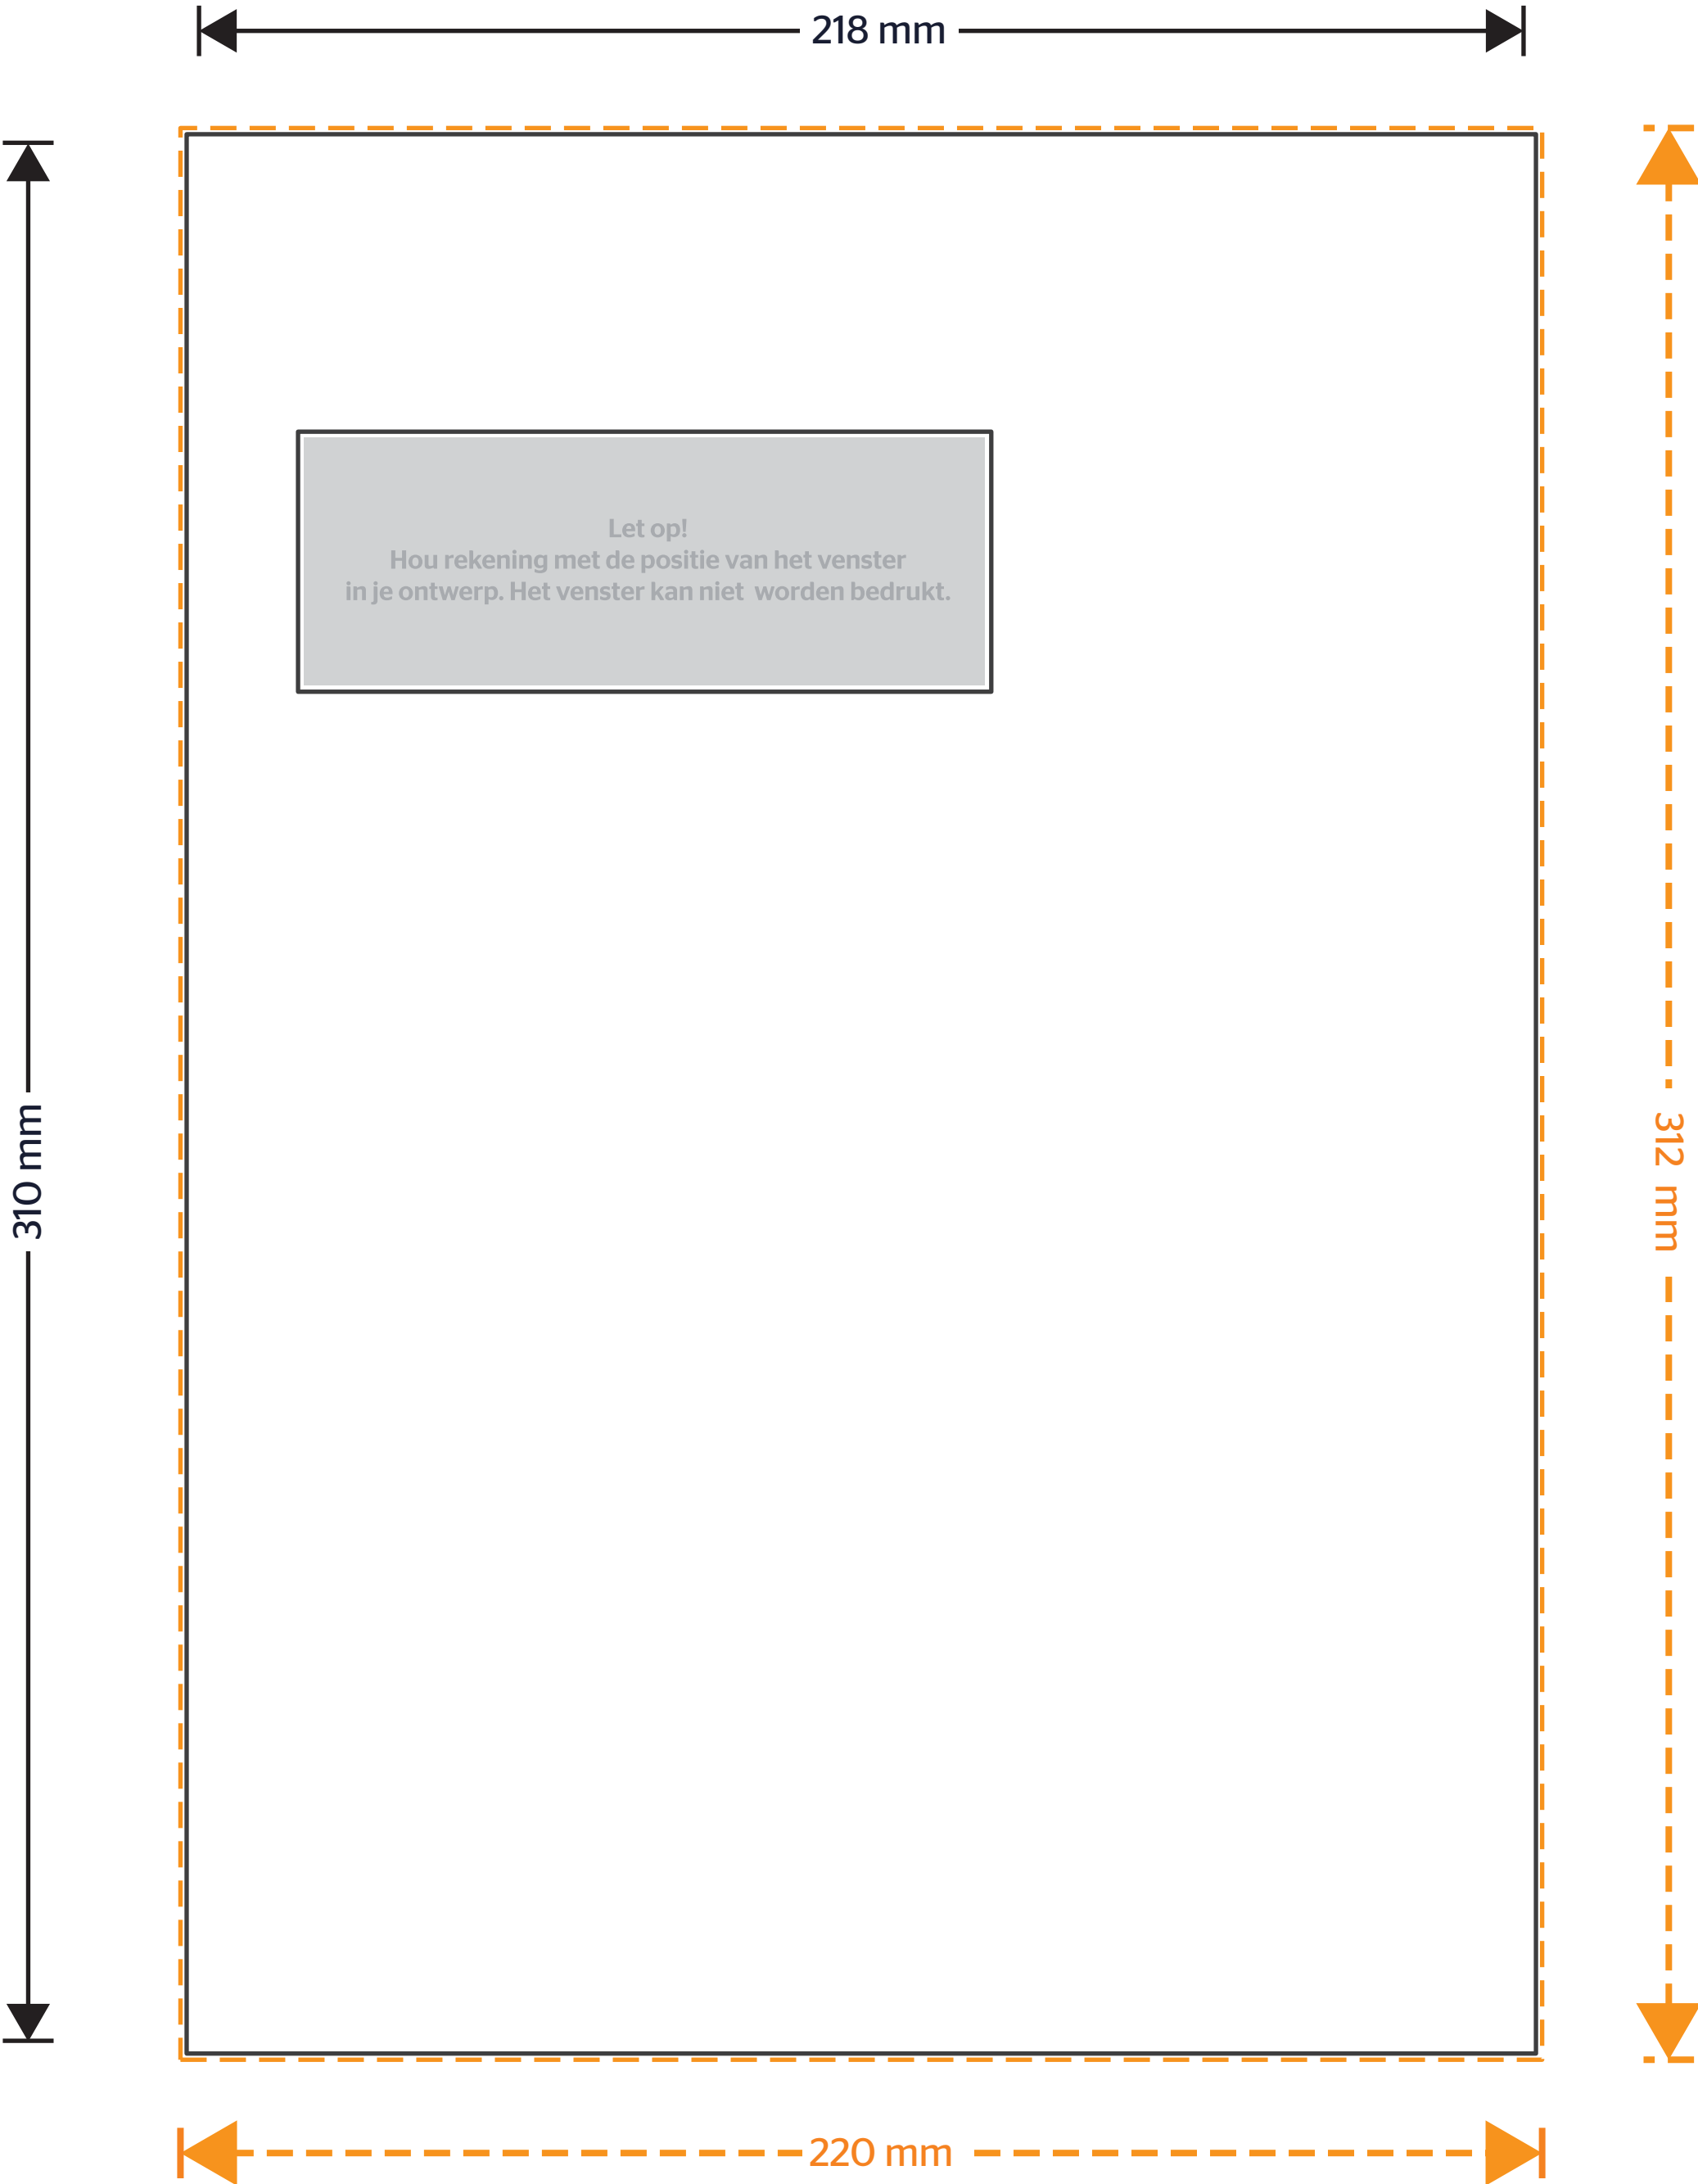 218 mm
310 mm
312 mm
Let op!
Hou rekening met de positie van het venster
in je ontwerp. Het venster kan niet worden bedrukt.
220 mm